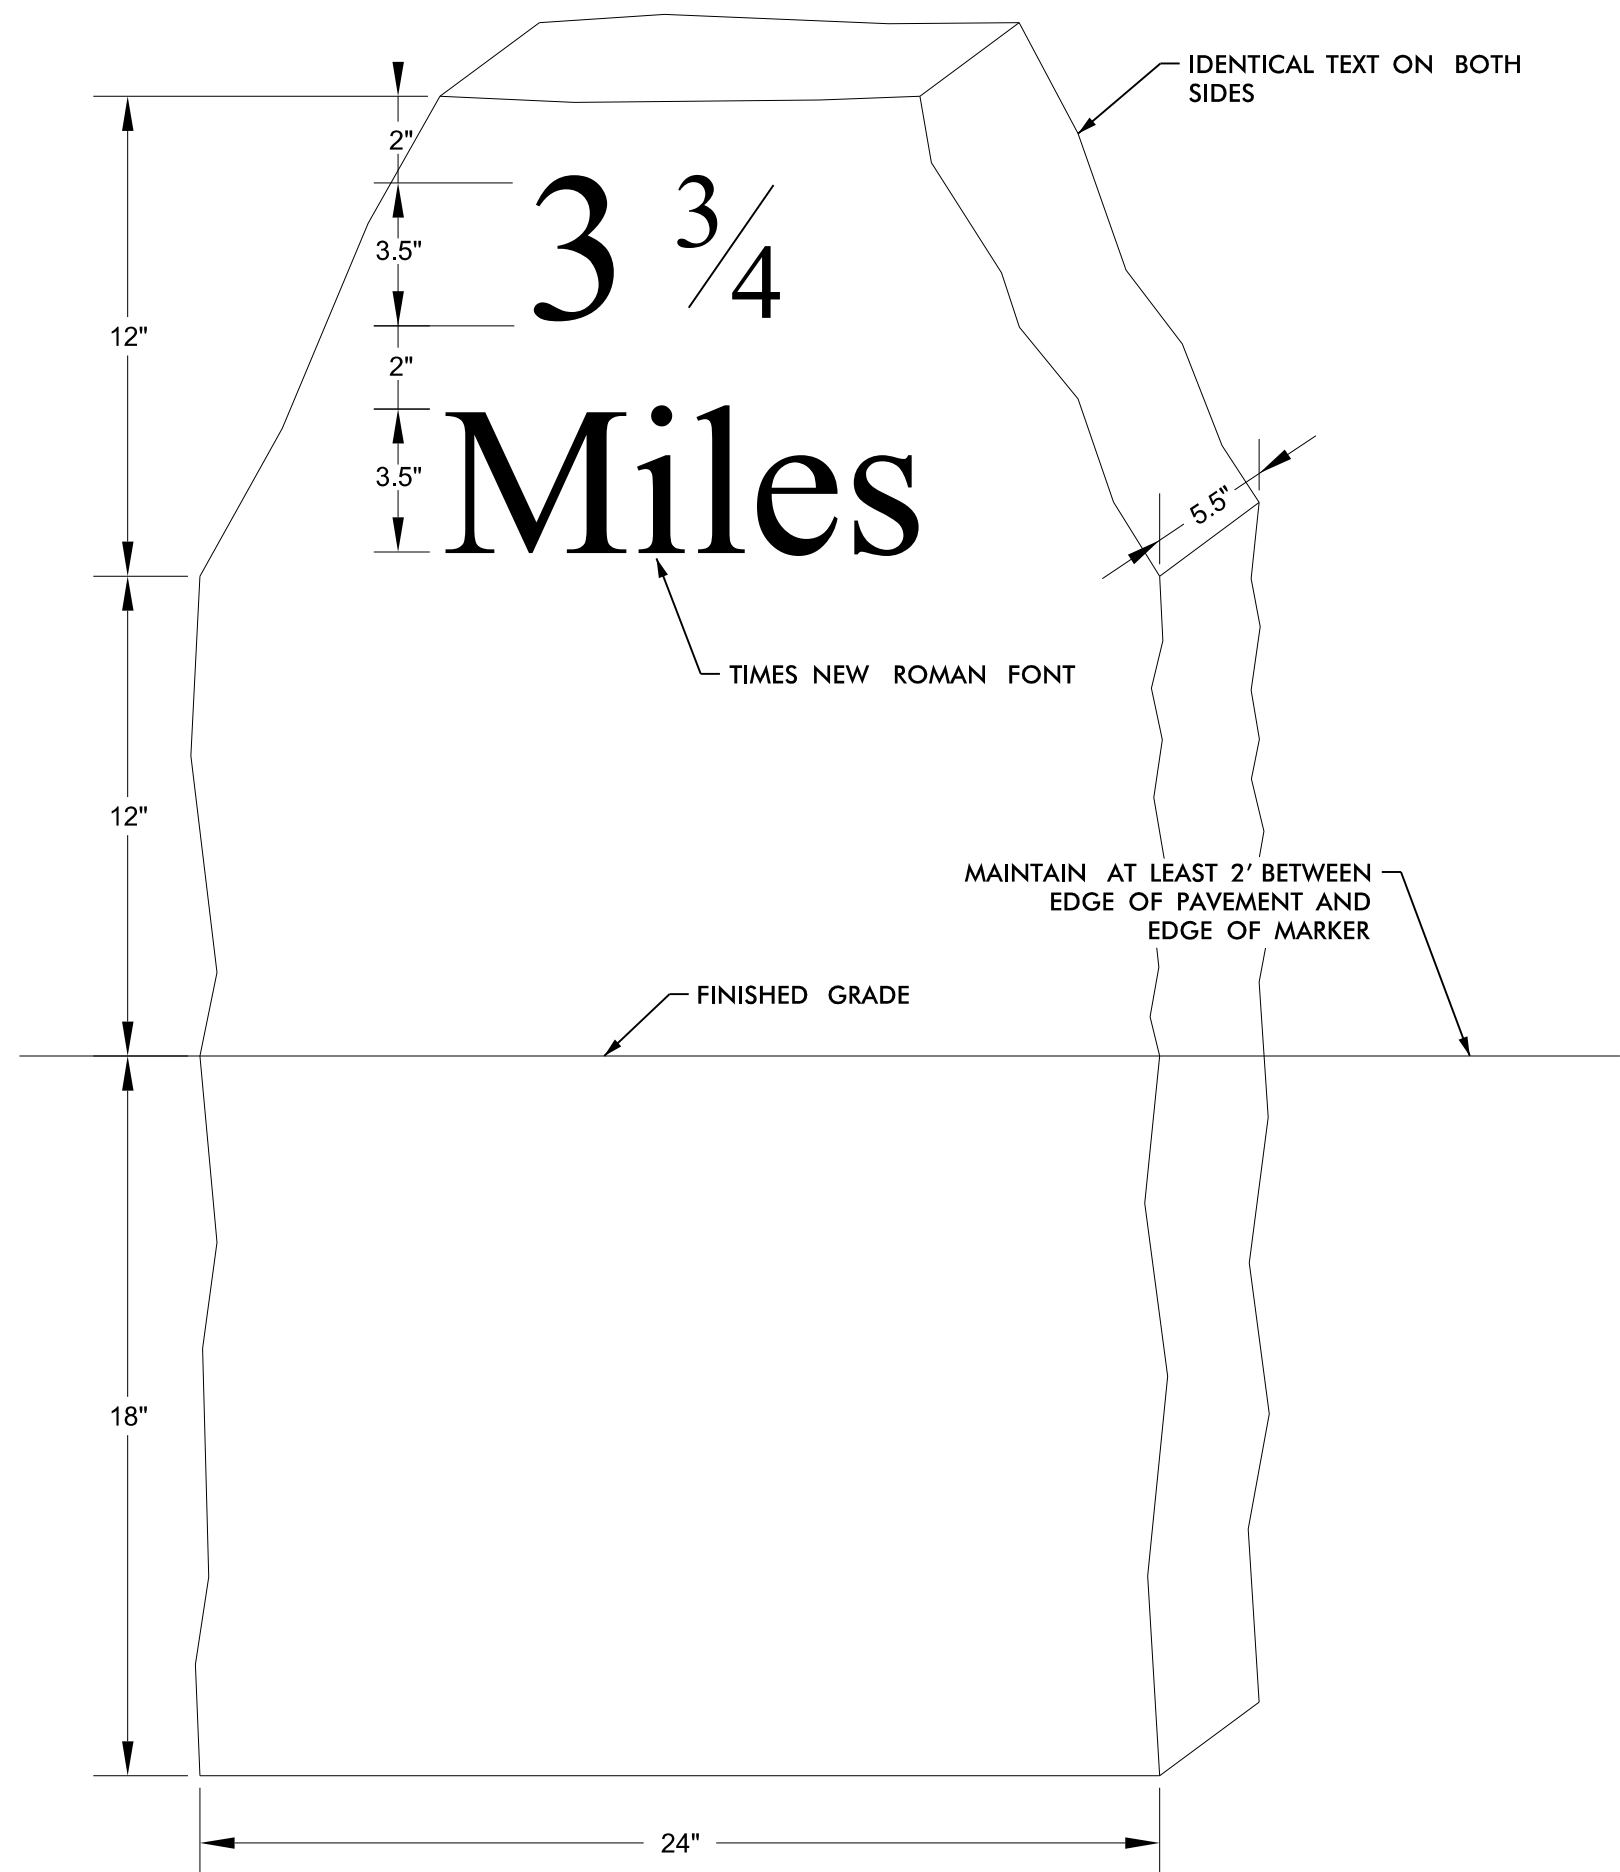 IDENTICAL TEXT ON BOTH
SIDES
2"
3 3/4
3.5"
12"
2"
Miles
3.5"
5.5"
TIMES NEW ROMAN FONT
12"
MAINTAIN AT LEAST 2' BETWEEN
EDGE OF PAVEMENT AND
EDGE OF MARKER
FINISHED GRADE
18"
24"